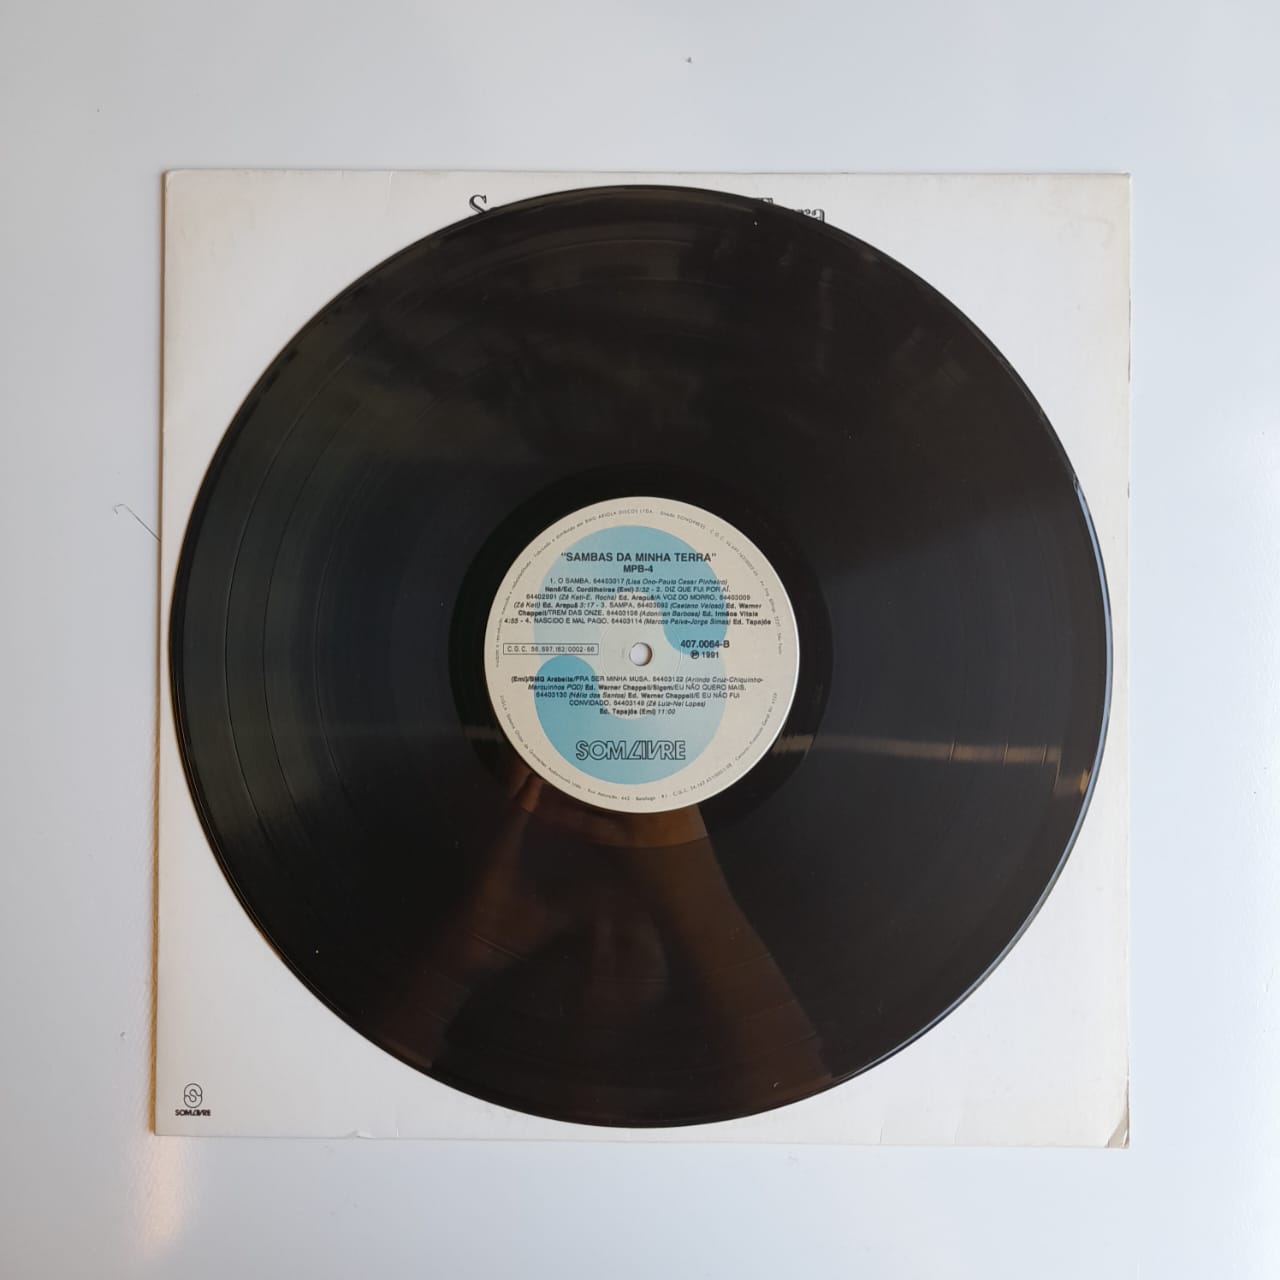 "SAMBAS DA MINHA TERRA"
MPB-4
1. O SAMBA. 64403017 (Lisa Ono-Paulo Cesar Pinheiro)
Nanã/Ed. Cordilheiras (Emi) 3:32 - 2. DIZ QUE FUI POR AÍ.
64402991 (Zé Keti-E. Rocha) Ed. Arapuã/A VOZ DO MORRO. 64403009
(Zé Keti) Ed. Arapuã 3:17 - 3. SAMPA. 64403092 (Caetano Veloso) Ed. Warner
Chappell/TREM DAS ONZE. 64403106 (Adoniran Barbosa) Ed. Irmãos Vitale
4:55 - 4. NASCIDO E MAL PAGO. 64403114 (Marcos Paiva-Jorge Simas) Ed. Tapajós
407.0064-B
C.G.C. 56.697.162/0002-66
℗ 1991
(Emi)/BMG Arabella/PRA SER MINHA MUSA. 64403122 (Arlindo Cruz-Chiquinho-
Marquinhos PQD) Ed. Warner Chappell/Sigem/EU NÃO QUERO MAIS.
64403130 (Nélio dos Santos) Ed. Warner Chappell/E EU NÃO FUI
CONVIDADO. 64403149 (Zé Luiz-Nei Lopes)
Ed. Tapajós (Emi) 11:00
SOM LIVRE
SOM LIVRE